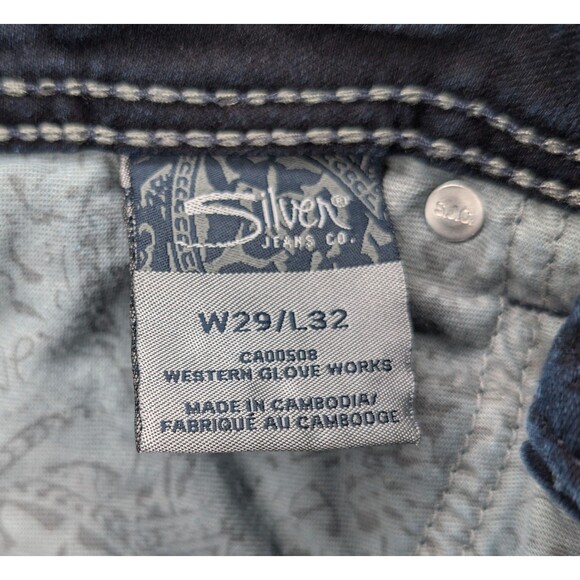 Silver®
JEANS CO.
W29/L32
CA00508
WESTERN GLOVE WORKS
MADE IN CAMBODIA/
FABRIQUÉ AU CAMBODGE